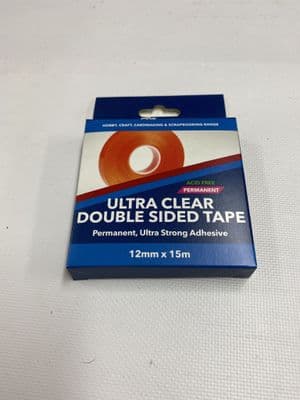 HOBBY, CRAFT, CARDMAKING & SCRAPBOOKING RANGE
ACID FREE
PERMANENT
ULTRA CLEAR
DOUBLE SIDED TAPE
Permanent, Ultra Strong Adhesive
12mm x 15m